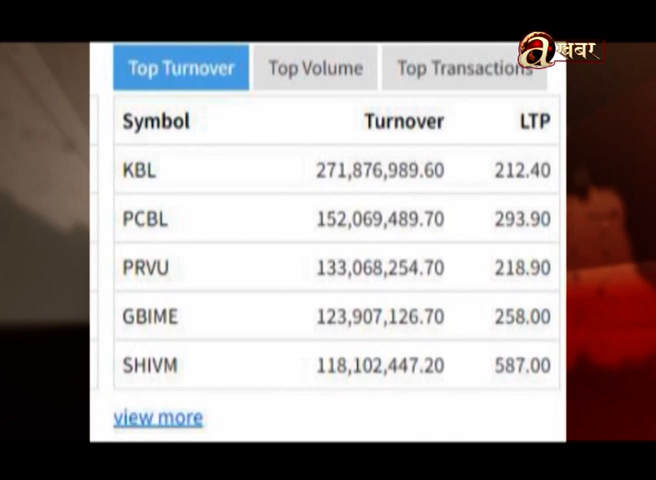 a खबर
Top Turnover Top Volume Top Transactions
Symbol Turnover LTP
KBL 271,876,989.60 212.40
PCBL 152,069,489.70 293.90
PRVU 133,068,254.70 218.90
GBIME 123,907,126.70 258.00
SHIVM 118,102,447.20 587.00
view more